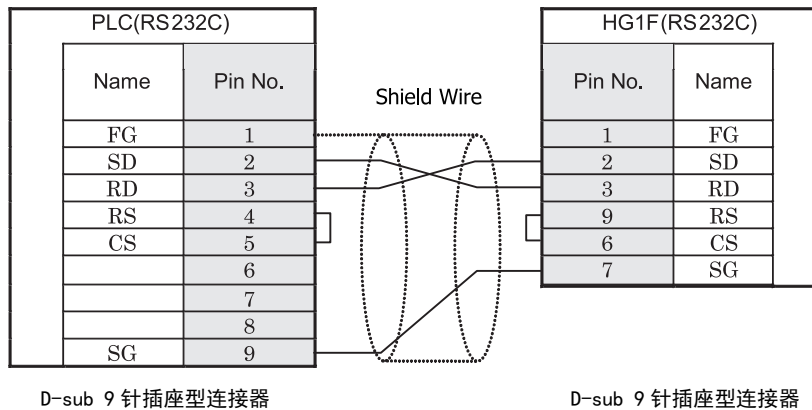 PLC(RS232C)
HG1F(RS232C)
Name Pin No.
Shield Wire
Pin No. Name
FG 1
SD 2
RD 3
RS 4
CS 5
6
7
8
SG 9
1 FG
2 SD
3 RD
9 RS
6 CS
7 SG
D-sub 9 针插座型连接器
D-sub 9 针插座型连接器